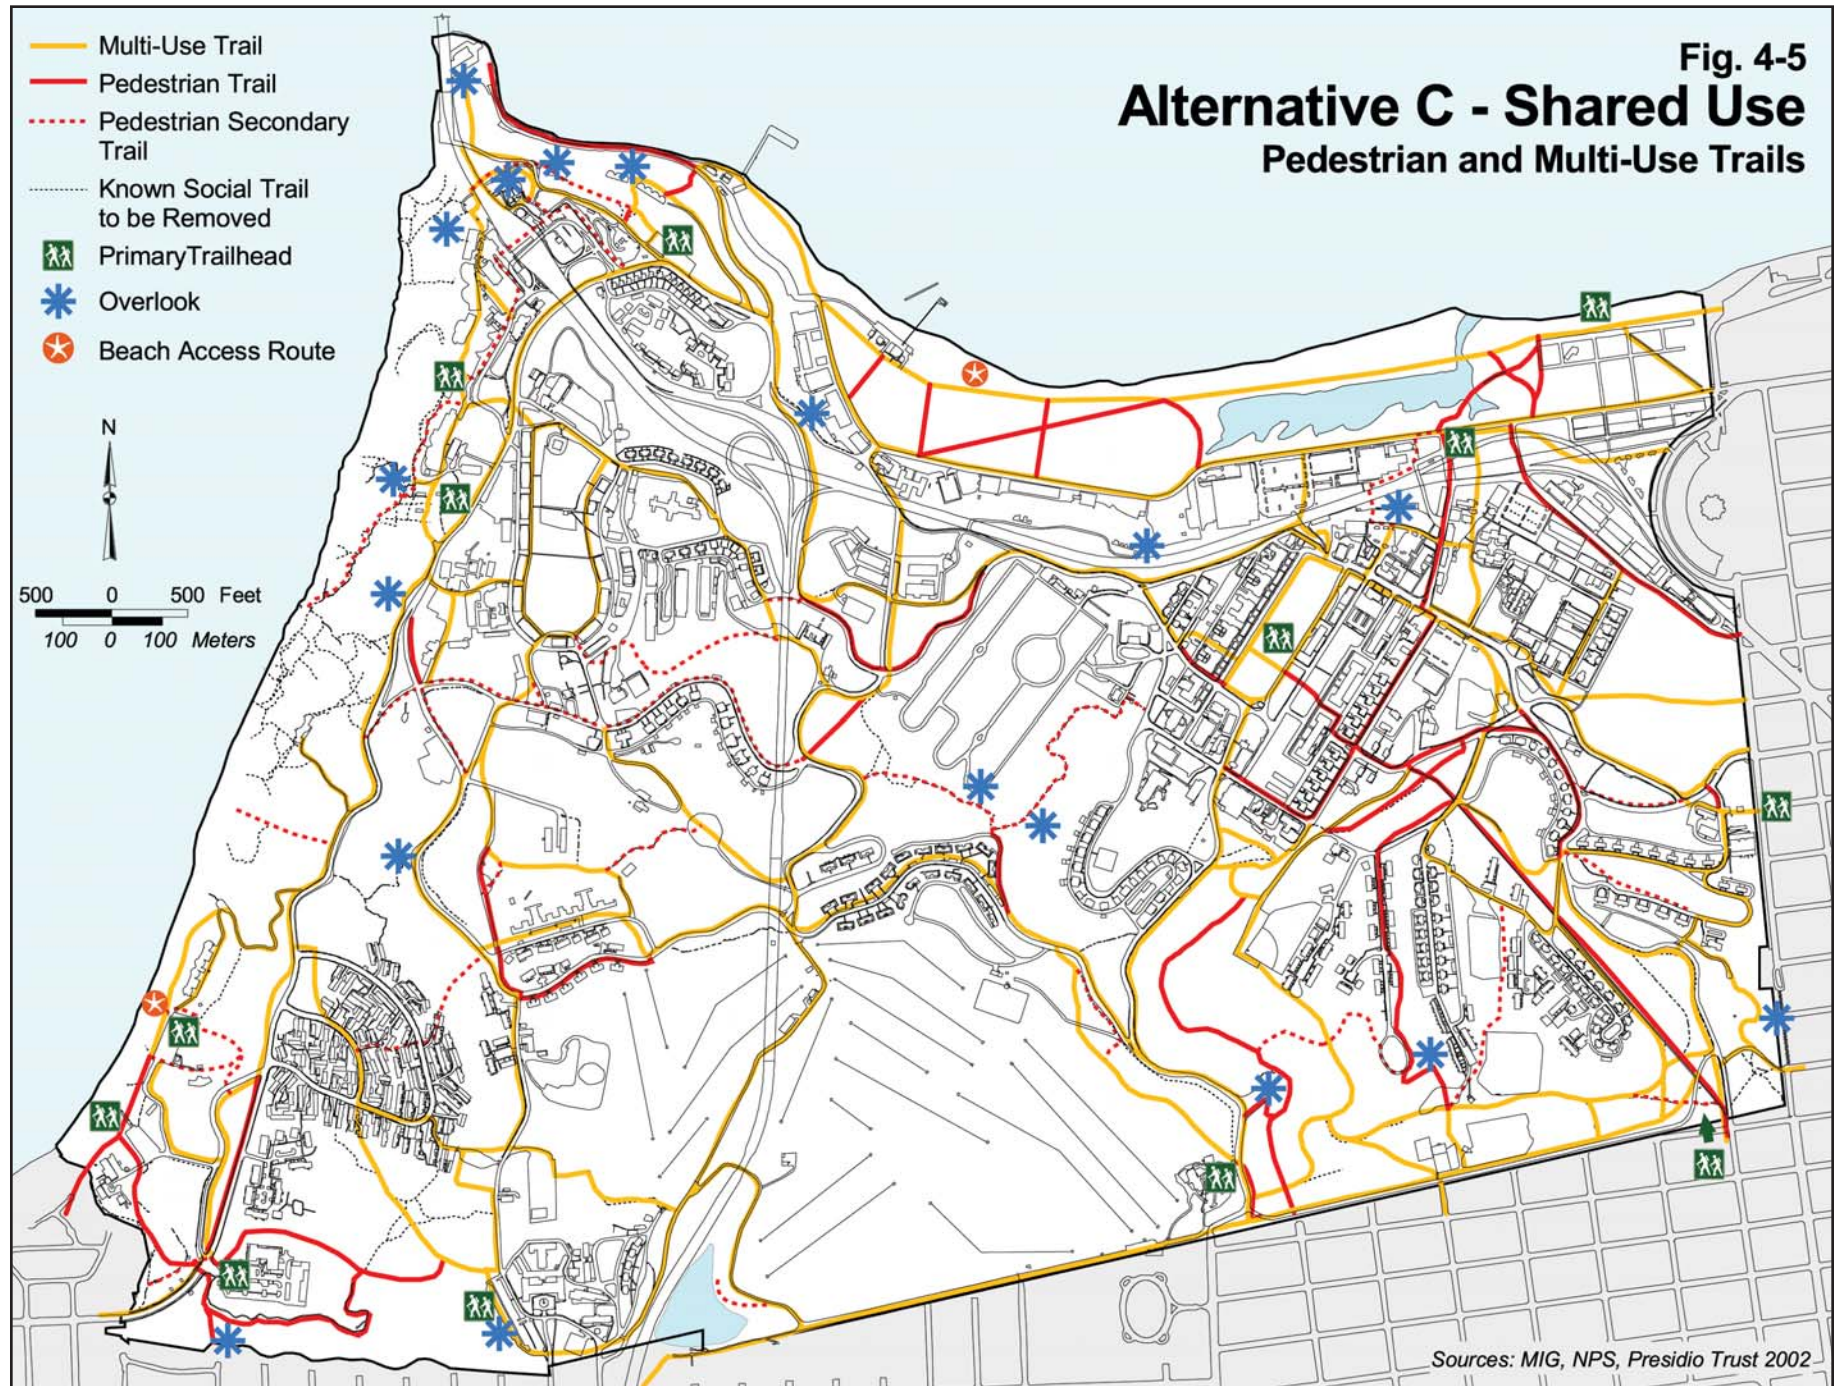 Multi-Use Trail
Pedestrian Trail
Pedestrian Secondary
Trail
Known Social Trail
to be Removed
PrimaryTrailhead
Overlook
Beach Access Route
N
500 0 500 Feet
100 0 100 Meters
Fig. 4-5
Alternative C - Shared Use
Pedestrian and Multi-Use Trails
Sources: MIG, NPS, Presidio Trust 2002